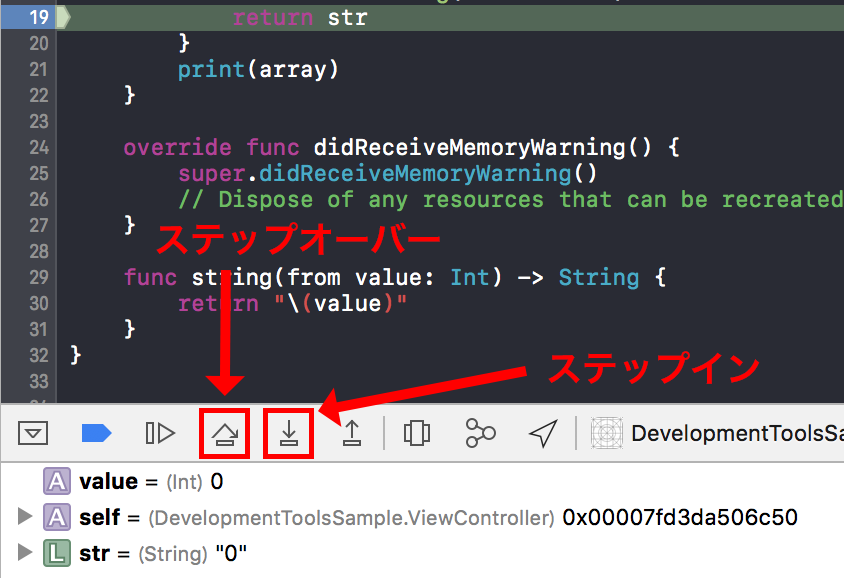 19 return str
20 }
21 print(array)
22 }
23
24 override func didReceiveMemoryWarning() {
25 super.didReceiveMemoryWarning()
26 // Dispose of any resources that can be recreated
27 }
28
ステップオーバー
29 func string(from value: Int) -> String {
30 return "\(value)"
31 }
32 }
ステップイン
33
DevelopmentToolsSa
A value = (Int) 0
A self = (DevelopmentToolsSample.ViewController) 0x00007fd3da506c50
L str = (String) "0"